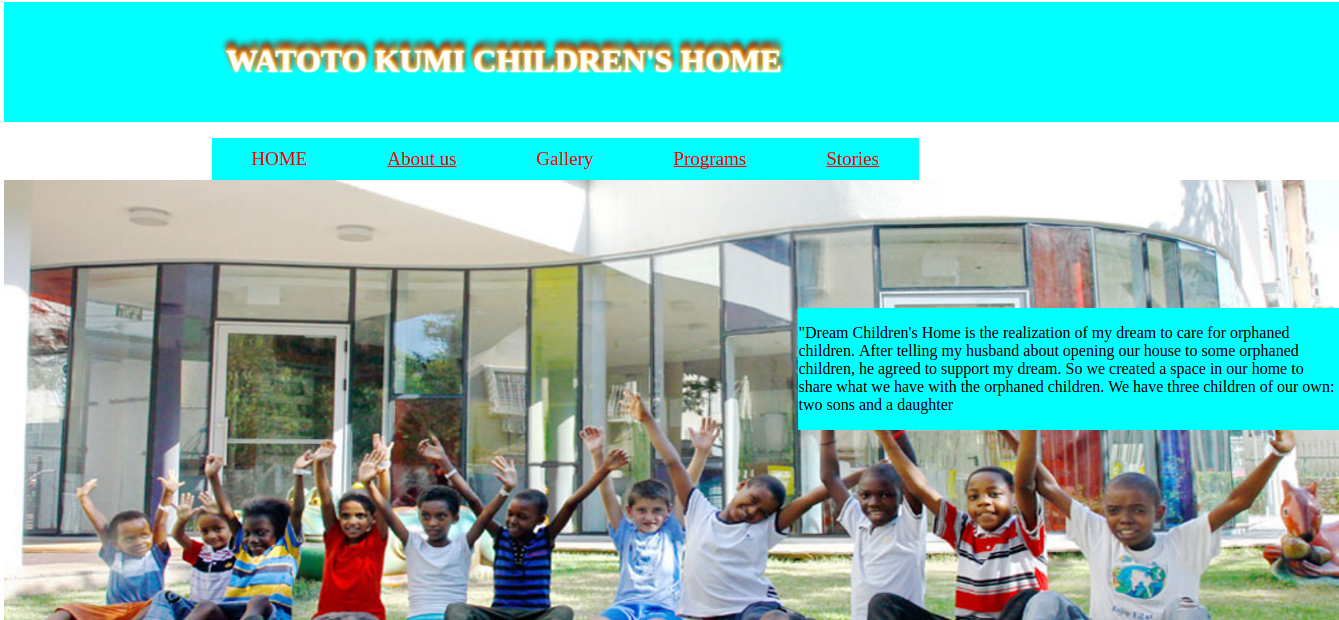 WATOTO KUMI CHILDREN'S HOME
HOME About us Gallery Programs Stories
"Dream Children's Home is the realization of my dream to care for orphaned
children. After telling my husband about opening our house to some orphaned
children, he agreed to support my dream. So we created a space in our home to
share what we have with the orphaned children. We have three children of our own:
two sons and a daughter